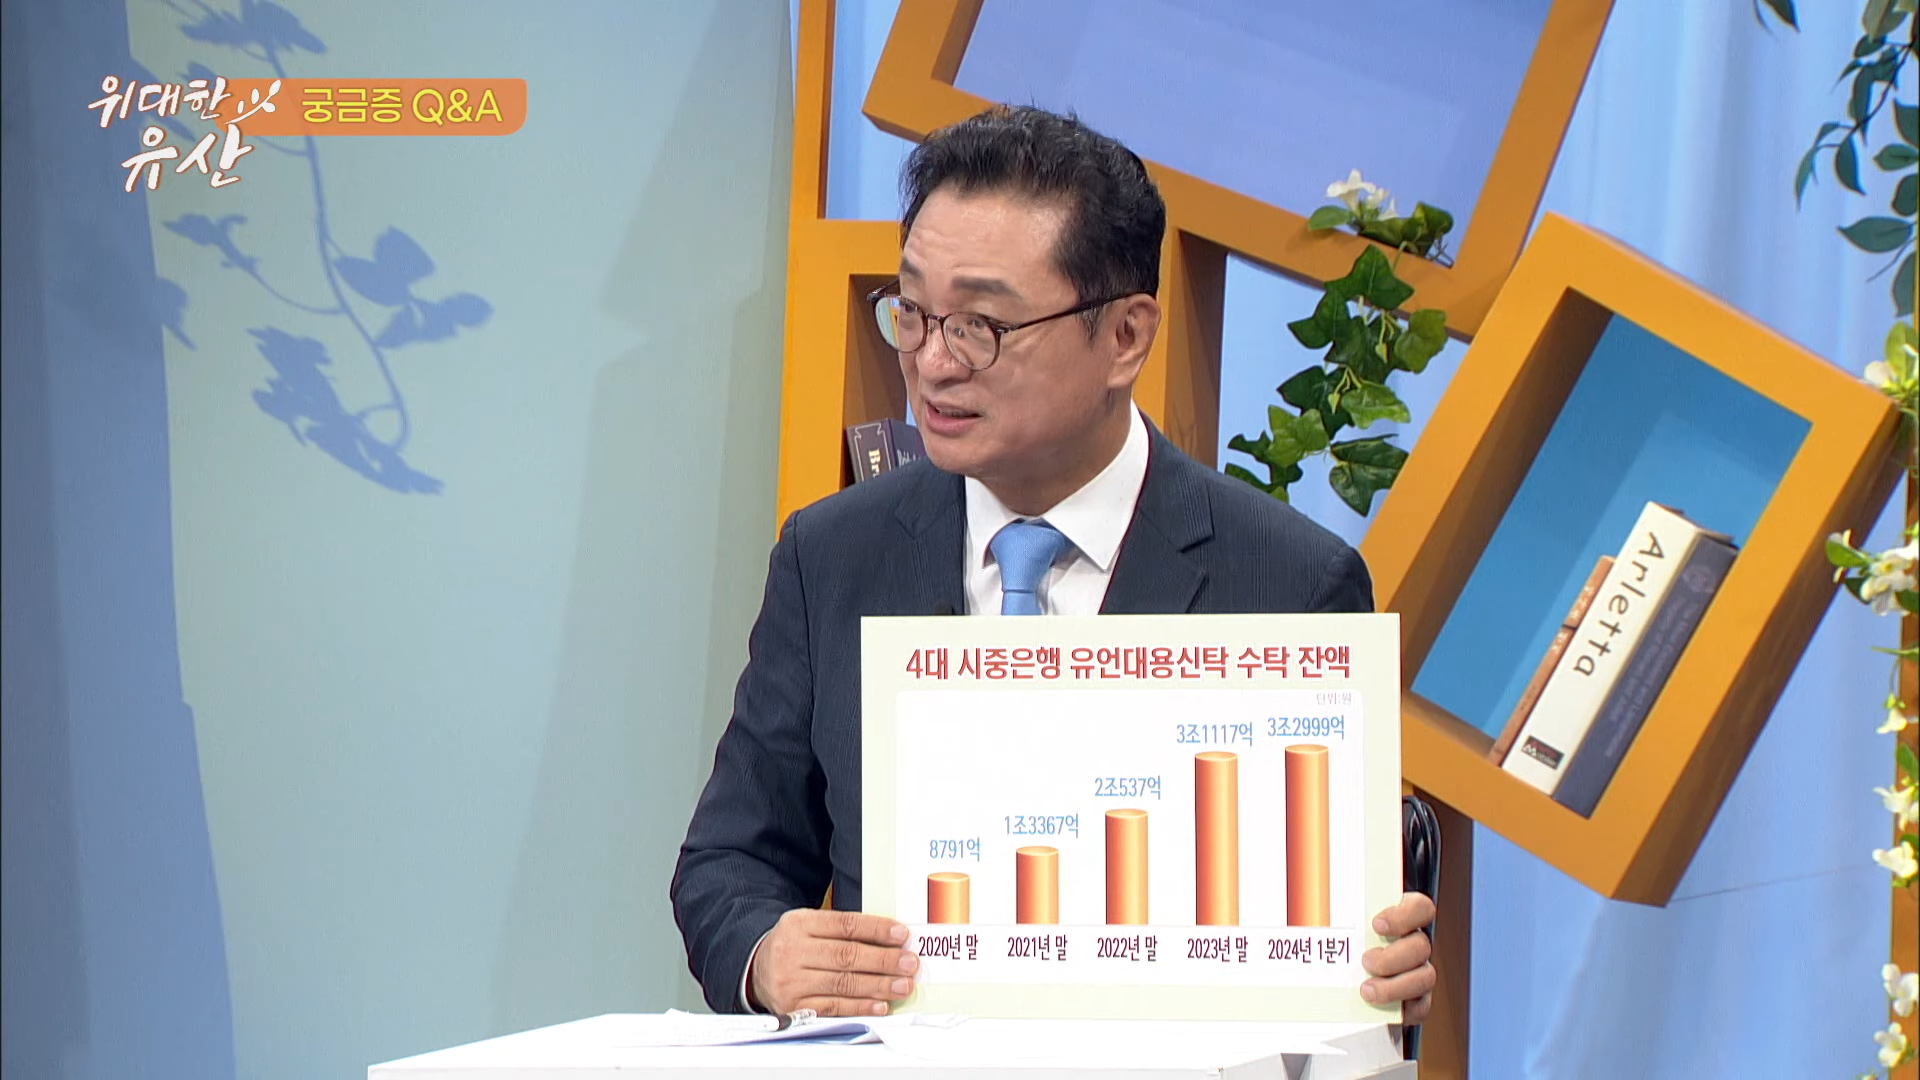 위대한
유산
궁금증 Q&A
4대 시중은행 유언대용신탁 수탁 잔액
단위:원
8791억
1조3367억
2조537억
3조1117억
3조2999억
2020년 말
2021년 말
2022년 말
2023년 말
2024년 1분기
Arletta